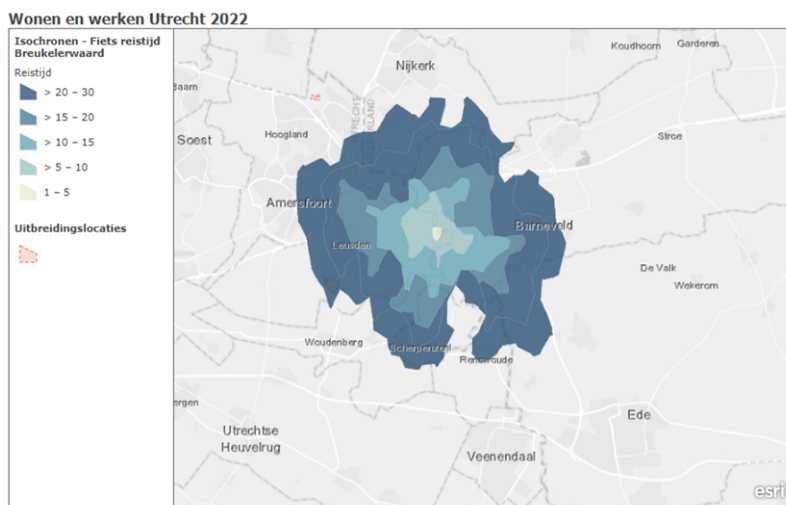 Wonen en werken Utrecht 2022
Isochronen - Fiets reistijd
Breukelerwaard
Reistijd
> 20 – 30
> 15 – 20
> 10 – 15
> 5 – 10
1 – 5
Uitbreidingslocaties
Koudhoorn
Garderen
Nijkerk
Baam
Hoogland
Soest
Stroe
Amersfoort
Barneveld
Leusden
De Valk
Wekerom
Woudenberg
Scherpenzeel
Renswoude
ergen
Utrechtse
Heuvelrug
Ede
Veenendaal
esri